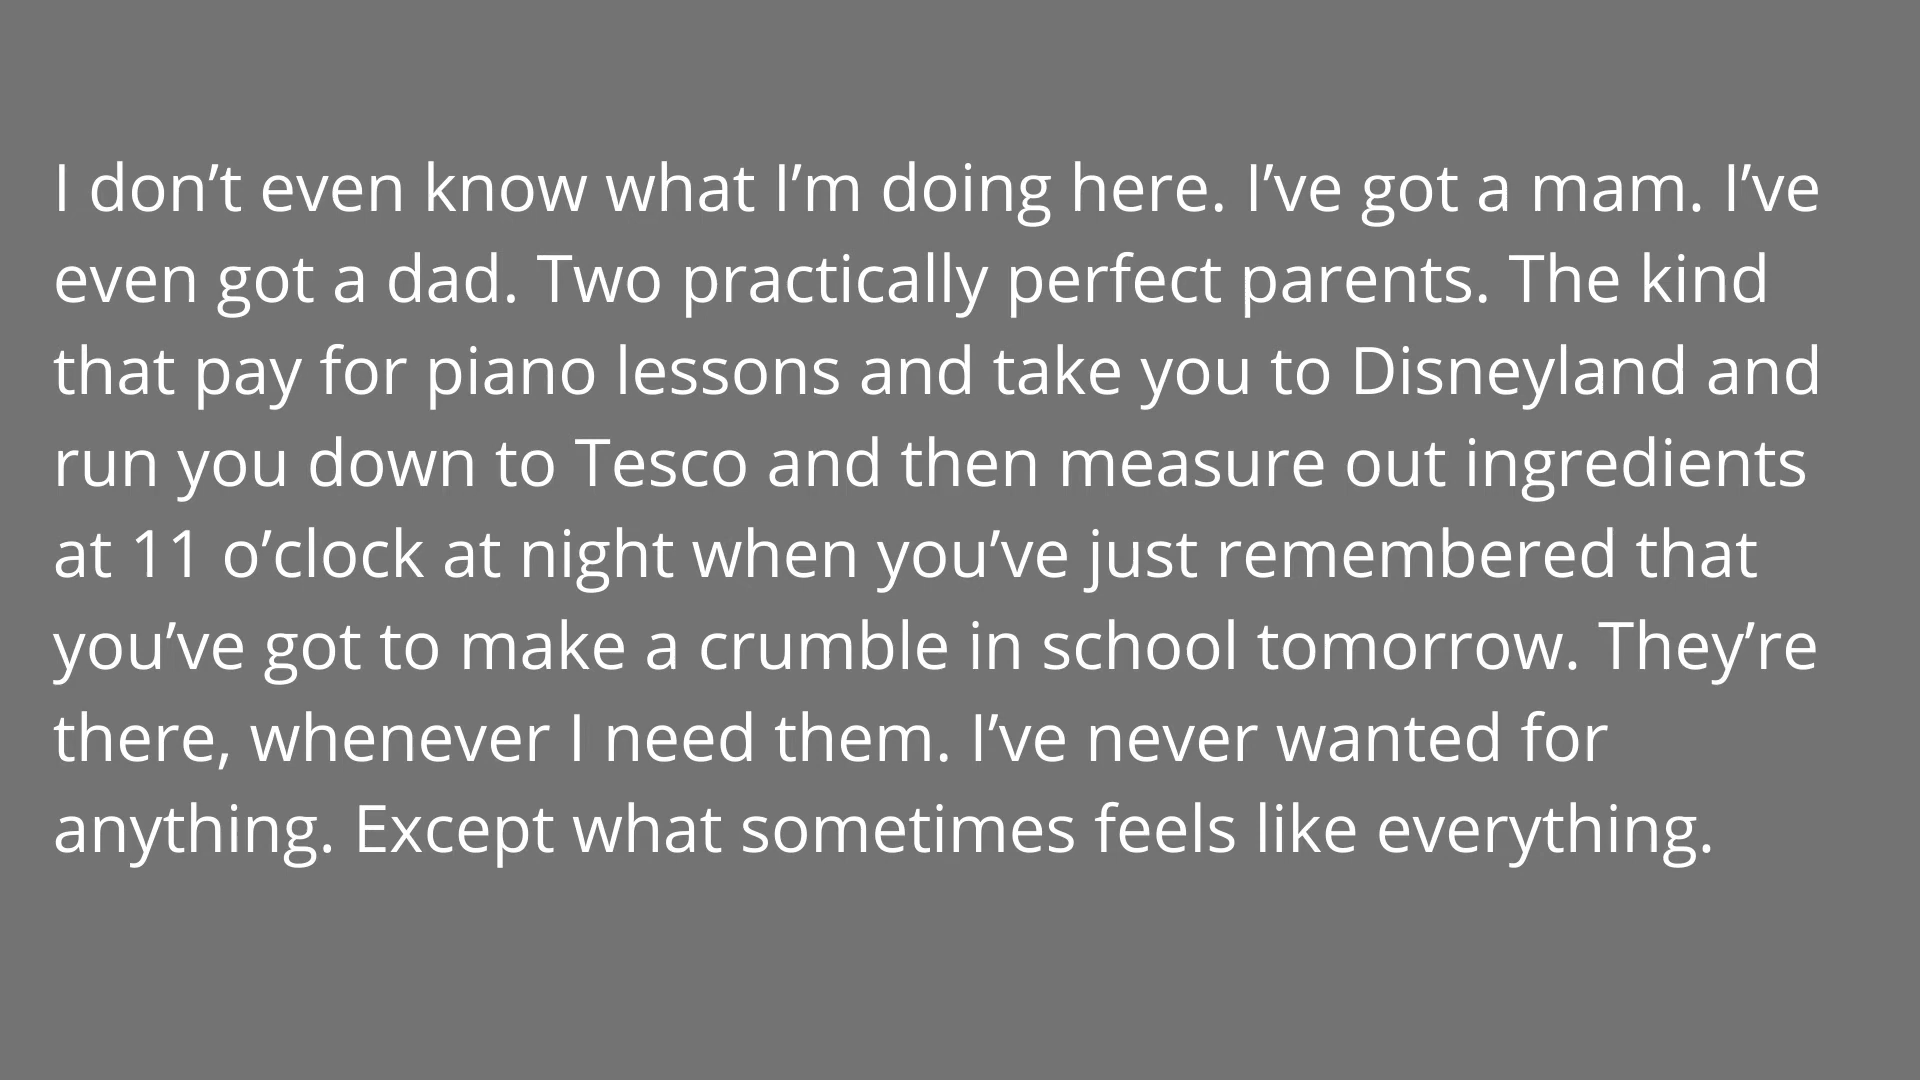 I don’t even know what I’m doing here. I’ve got a mam. I’ve
even got a dad. Two practically perfect parents. The kind
that pay for piano lessons and take you to Disneyland and
run you down to Tesco and then measure out ingredients
at 11 o’clock at night when you’ve just remembered that
you’ve got to make a crumble in school tomorrow. They’re
there, whenever I need them. I’ve never wanted for
anything. Except what sometimes feels like everything.